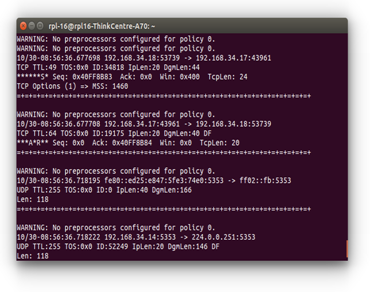 rpl-16@rpl16-ThinkCentre-A70: ~
WARNING: No preprocessors configured for policy 0.
WARNING: No preprocessors configured for policy 0.
10/30-08:56:36.677698 192.168.34.18:53739 -> 192.168.34.17:43961
TCP TTL:49 TOS:0x0 ID:34818 IpLen:20 DgmLen:44
******S* Seq: 0x40FF8B83  Ack: 0x0  Win: 0x400  TcpLen: 24
TCP Options (1) => MSS: 1460
=+=+=+=+=+=+=+=+=+=+=+=+=+=+=+=+=+=+=+=+=+=+=+=+=+=+=+=+=+=+=+=+=+=+=+=+=+
WARNING: No preprocessors configured for policy 0.
10/30-08:56:36.677708 192.168.34.17:43961 -> 192.168.34.18:53739
TCP TTL:64 TOS:0x0 ID:19175 IpLen:20 DgmLen:40 DF
***A*R** Seq: 0x0  Ack: 0x40FF8B84  Win: 0x0  TcpLen: 20
=+=+=+=+=+=+=+=+=+=+=+=+=+=+=+=+=+=+=+=+=+=+=+=+=+=+=+=+=+=+=+=+=+=+=+=+=+
WARNING: No preprocessors configured for policy 0.
10/30-08:56:36.718195 fe80::ed25:e847:5fe3:74e0:5353 -> ff02::fb:5353
UDP TTL:255 TOS:0x0 ID:0 IpLen:40 DgmLen:166
Len: 118
=+=+=+=+=+=+=+=+=+=+=+=+=+=+=+=+=+=+=+=+=+=+=+=+=+=+=+=+=+=+=+=+=+=+=+=+=+
WARNING: No preprocessors configured for policy 0.
10/30-08:56:36.718222 192.168.34.14:5353 -> 224.0.0.251:5353
UDP TTL:255 TOS:0x0 ID:52249 IpLen:20 DgmLen:146 DF
Len: 118